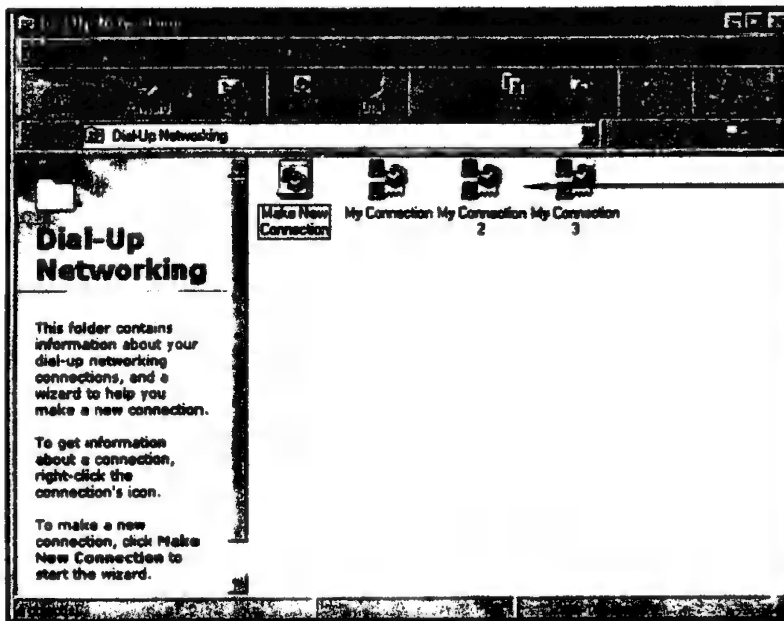 Dial-Up Networking
Make New
Connection
My Connection
My Connection
2
My Connection
3
Dial-Up
Networking
This folder contains
information about your
dial-up networking
connections, and a
wizard to help you
make a new connection.
To get information
about a connection,
right-click the
connection's icon.
To make a new
connection, click Make
New Connection to
start the wizard.